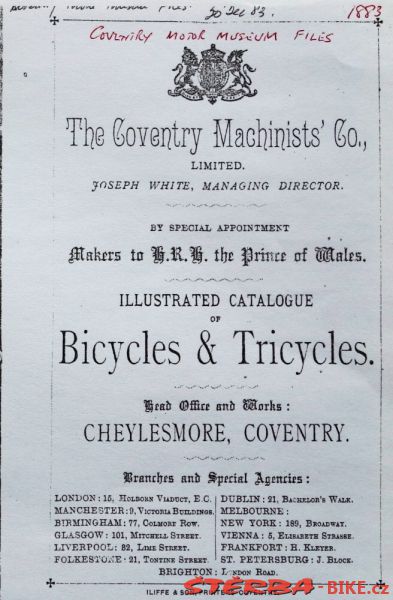 30 Dec 83.
1883
COVENTRY MOTOR MUSEUM FILES
The Coventry Machinists' Co.,
LIMITED.
JOSEPH WHITE, MANAGING DIRECTOR.
BY SPECIAL APPOINTMENT
Makers to H.R.H. the Prince of Wales.
ILLUSTRATED CATALOGUE
OF
Bicycles & Tricycles.
Head Office and Works:
CHEYLESMORE, COVENTRY.
Branches and Special Agencies:
LONDON: 15, HOLBORN VIADUCT, E.C.
MANCHESTER: 9, VICTORIA BUILDINGS.
BIRMINGHAM: 77, COLMORE ROW.
GLASGOW: 101, MITCHELL STREET.
LIVERPOOL: 82, LIME STREET.
FOLKESTONE: 21, TONTINE STREET.
DUBLIN: 21, BACHELOR'S WALK.
MELBOURNE:
NEW YORK: 189, BROADWAY.
VIENNA: 5, ELISABETH STRASSE.
FRANKFORT: H. KLEYER.
ST. PETERSBURG: J. BLOCK.
BRIGHTON: LONDON ROAD.
ŠTĚRBA-BIKE.cz
ILIFFE & SON, PRINTERS, COVENTRY.